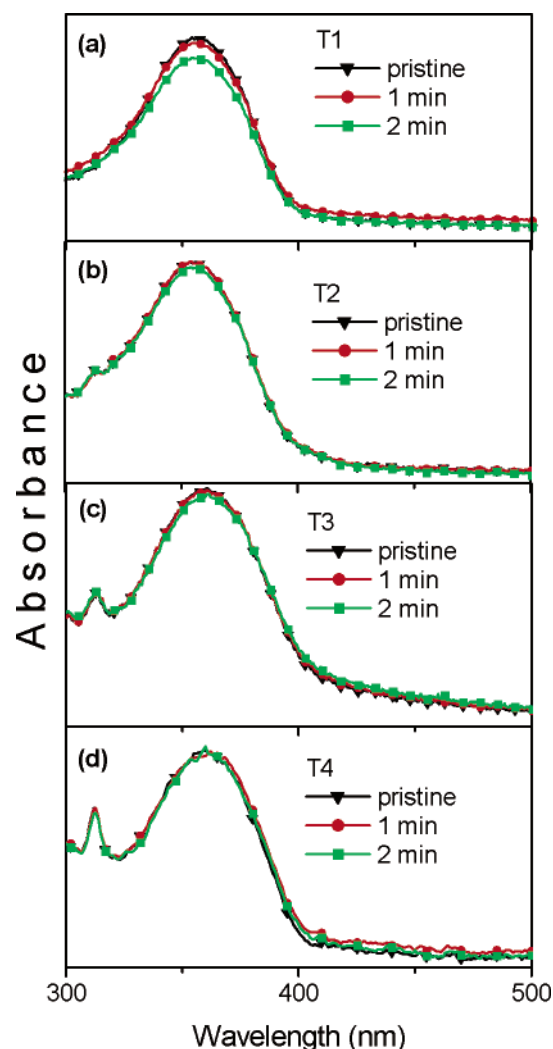 (a)
T1
pristine
1 min
2 min
(b)
T2
pristine
1 min
2 min
(c)
T3
pristine
1 min
2 min
(d)
T4
pristine
1 min
2 min
Absorbance
300
400
500
Wavelength (nm)